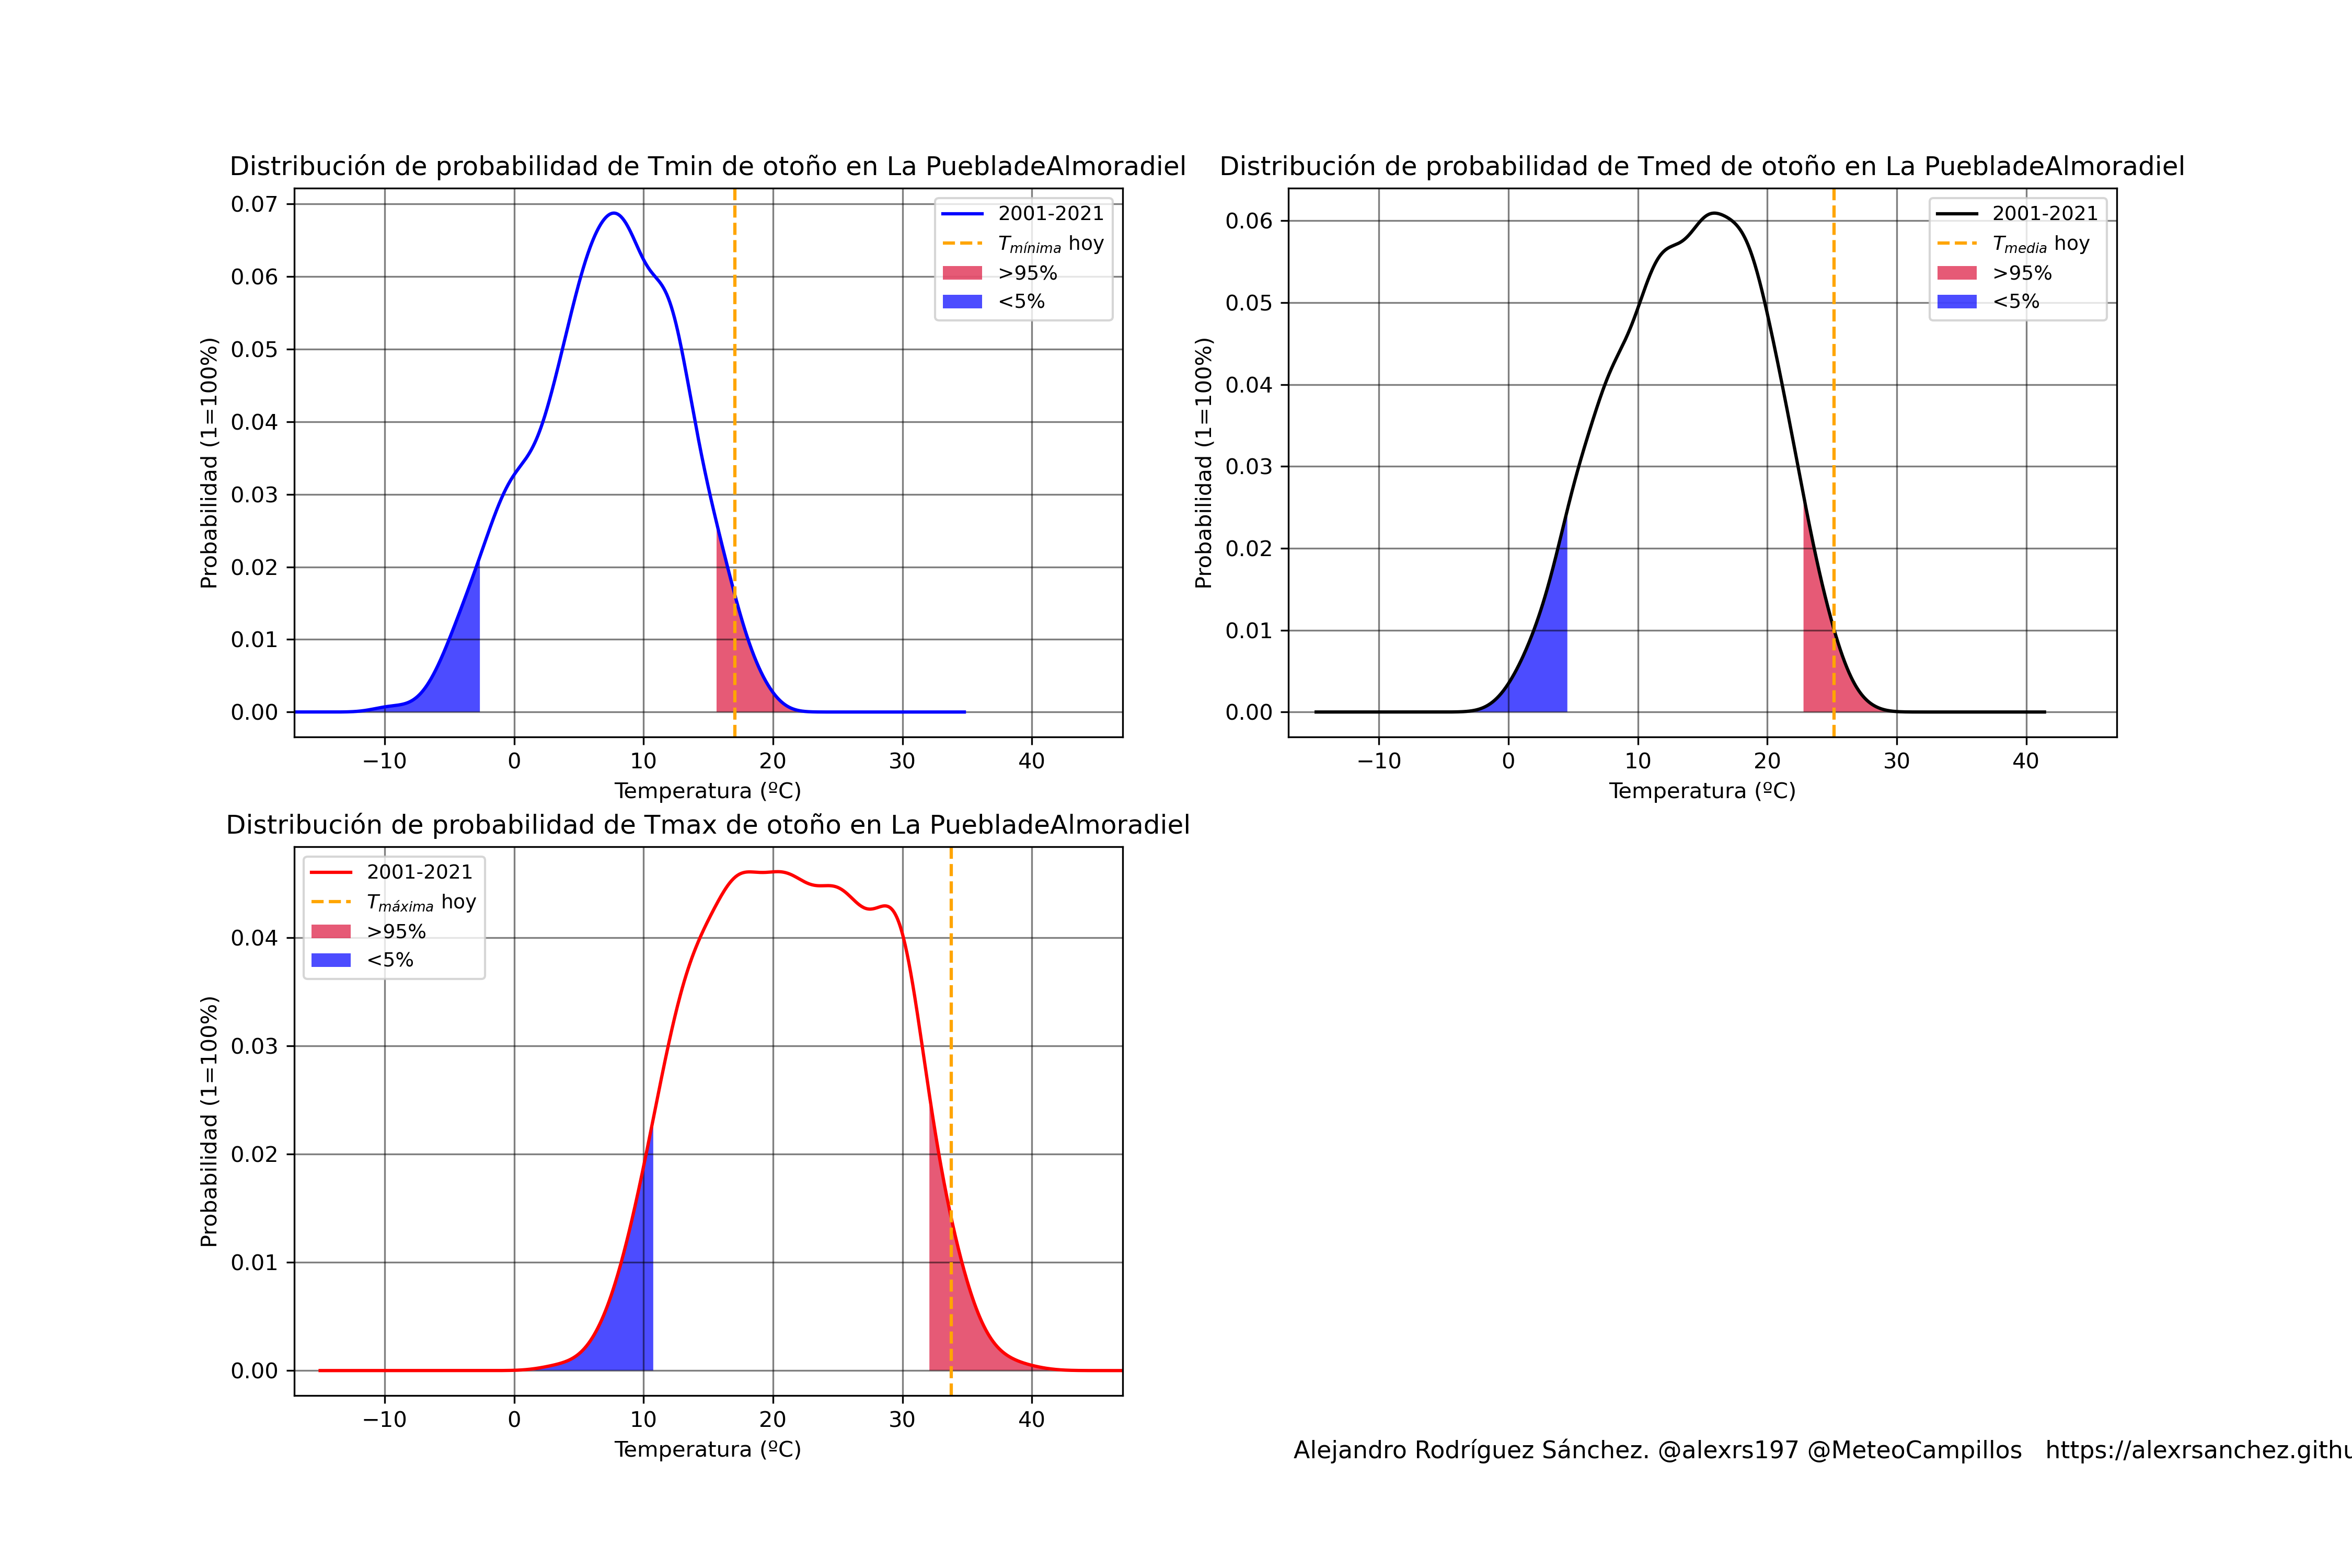 Distribución de probabilidad de Tmin de otoño en La PuebladeAlmoradiel
0.07
0.06
0.05
0.04
0.03
0.02
0.01
0.00
Probabilidad (1=100%)
−10 0 10 20 30 40
Temperatura (ºC)
2001-2021
Tmínima hoy
>95%
<5%
Distribución de probabilidad de Tmed de otoño en La PuebladeAlmoradiel
0.06
0.05
0.04
0.03
0.02
0.01
0.00
Probabilidad (1=100%)
−10 0 10 20 30 40
Temperatura (ºC)
2001-2021
Tmedia hoy
>95%
<5%
Distribución de probabilidad de Tmax de otoño en La PuebladeAlmoradiel
0.04
0.03
0.02
0.01
0.00
Probabilidad (1=100%)
−10 0 10 20 30 40
Temperatura (ºC)
2001-2021
Tmáxima hoy
>95%
<5%
Alejandro Rodríguez Sánchez. @alexrs197 @MeteoCampillos https://alexrsanchez.githu